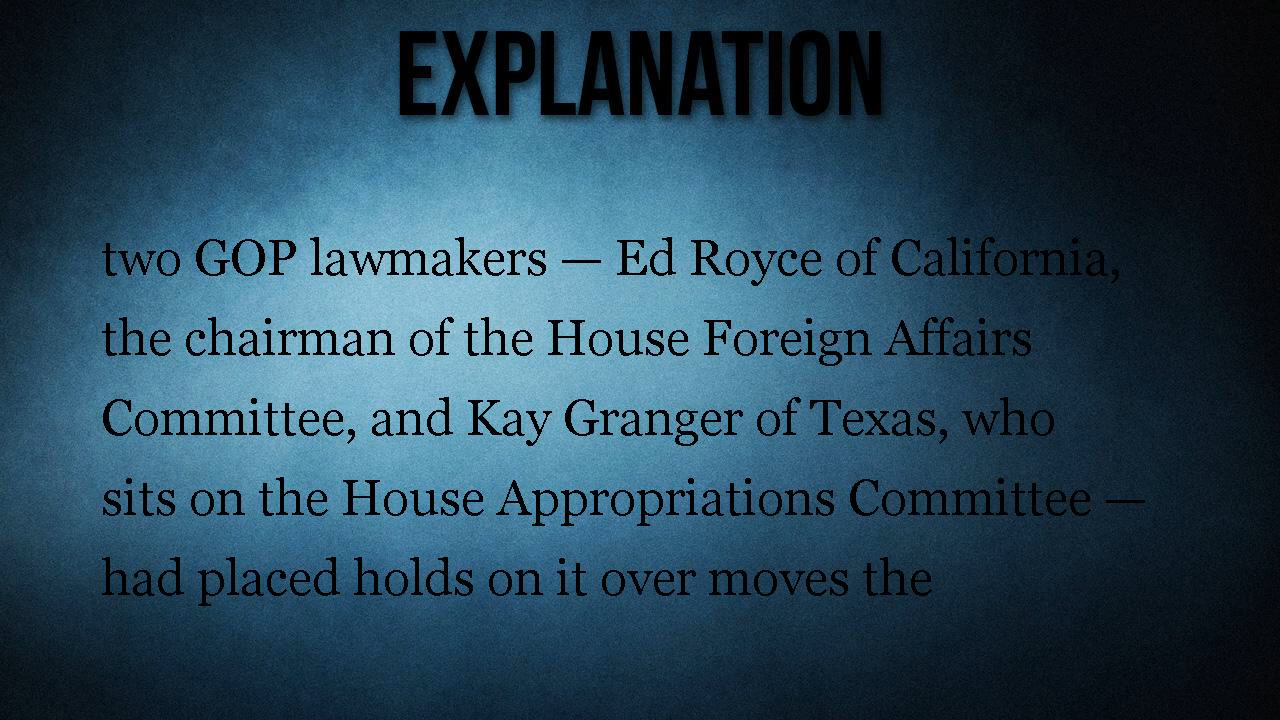 EXPLANATION
two GOP lawmakers — Ed Royce of California,
the chairman of the House Foreign Affairs
Committee, and Kay Granger of Texas, who
sits on the House Appropriations Committee —
had placed holds on it over moves the